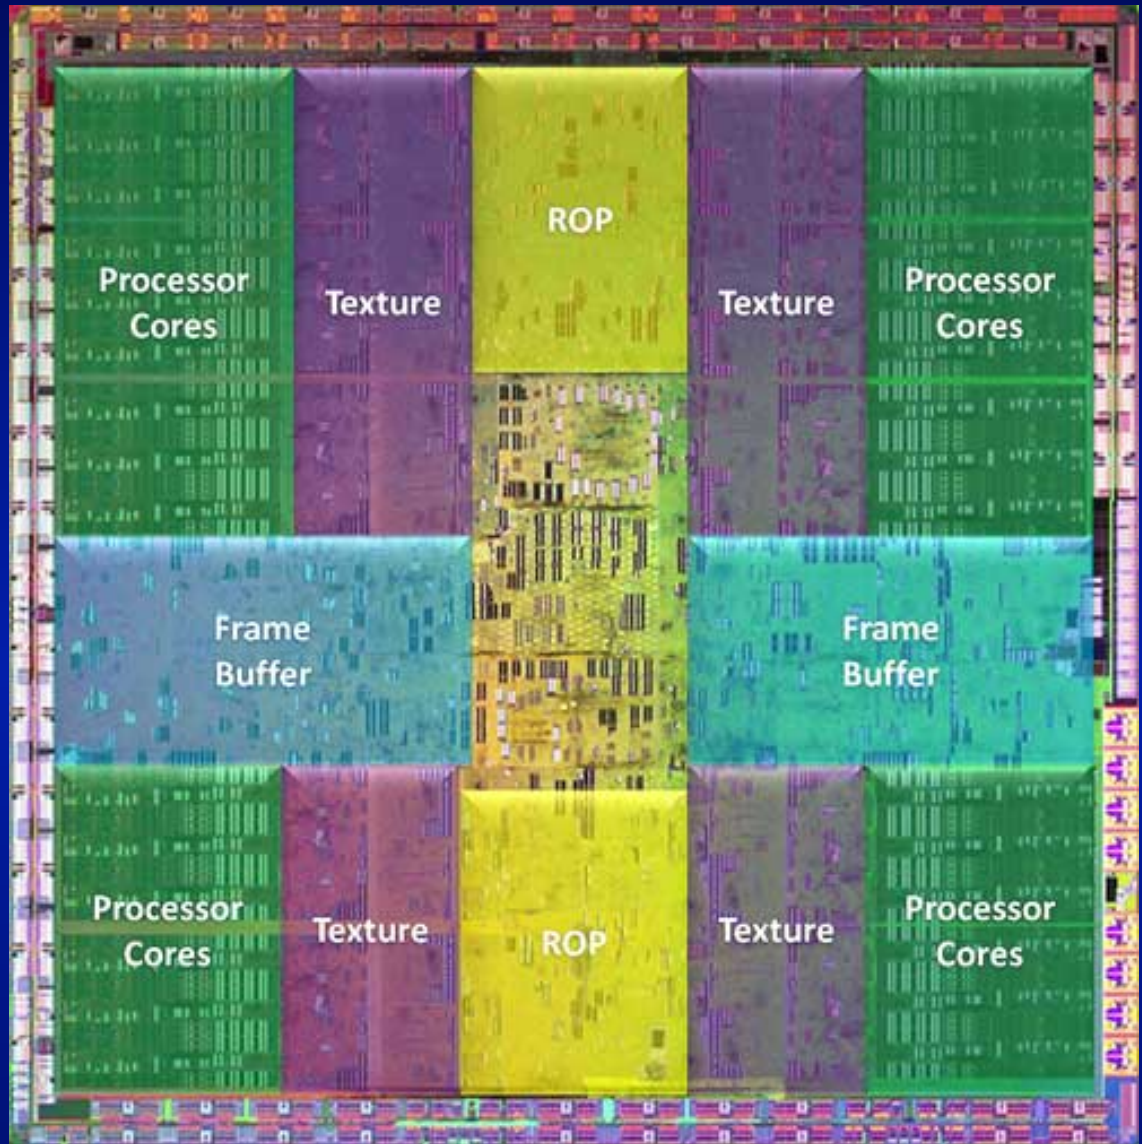 ROP
Processor
Cores
Texture
Texture
Processor
Cores
Frame
Buffer
Frame
Buffer
Processor
Cores
Texture
ROP
Texture
Processor
Cores